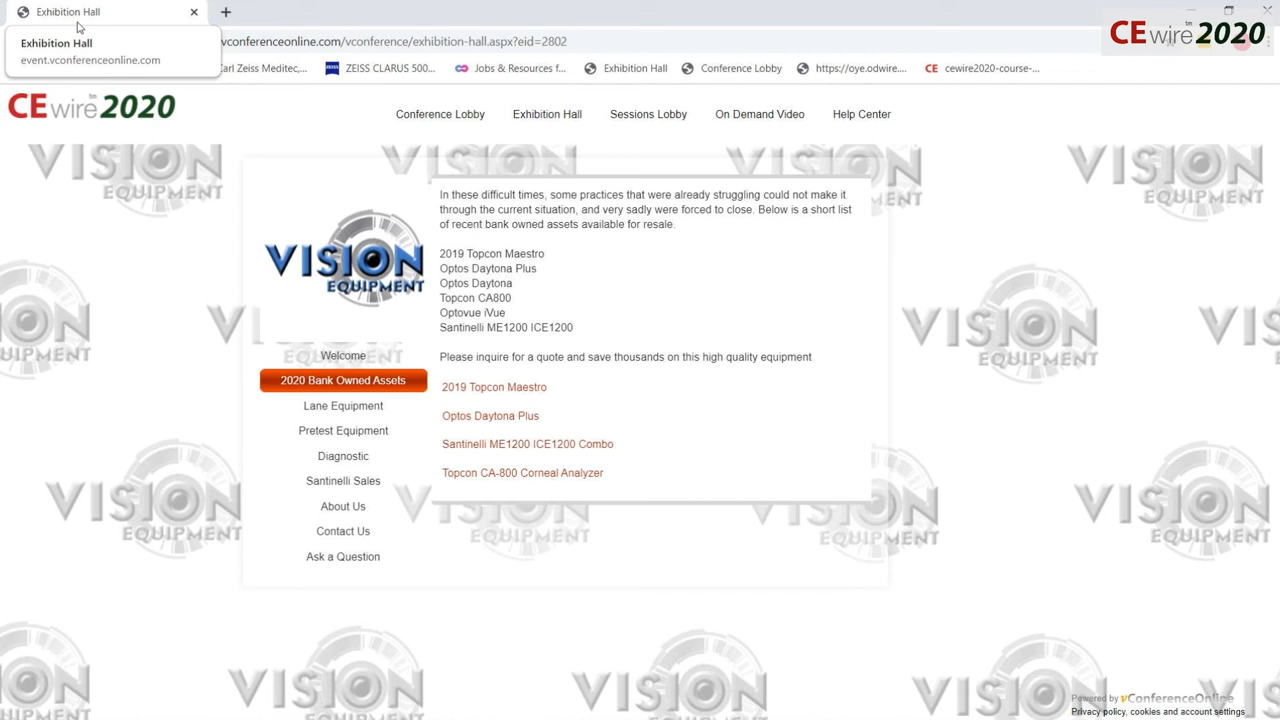 Exhibition Hall
CEwire2020
Exhibition Hall
event.vconferenceonline.com
vconferenceonline.com/vconference/exhibition-hall.aspx?eid=2802
Carl Zeiss Meditec,...
ZEISS CLARUS 500...
Jobs & Resources f...
Exhibition Hall
Conference Lobby
https://oye.odwire....
cewire2020-course-...
CEwire2020
Conference Lobby
Exhibition Hall
Sessions Lobby
On Demand Video
Help Center
VISION
EQUIPMENT
In these difficult times, some practices that were already struggling could not make it
through the current situation, and very sadly were forced to close. Below is a short list
of recent bank owned assets available for resale.
2019 Topcon Maestro
Optos Daytona Plus
Optos Daytona
Topcon CA800
Optovue iVue
Santinelli ME1200 ICE1200
Please inquire for a quote and save thousands on this high quality equipment
2019 Topcon Maestro
Optos Daytona Plus
Santinelli ME1200 ICE1200 Combo
Topcon CA-800 Corneal Analyzer
Welcome
2020 Bank Owned Assets
Lane Equipment
Pretest Equipment
Diagnostic
Santinelli Sales
About Us
Contact Us
Ask a Question
Powered by vConferenceOnline
Privacy policy, cookies and account settings